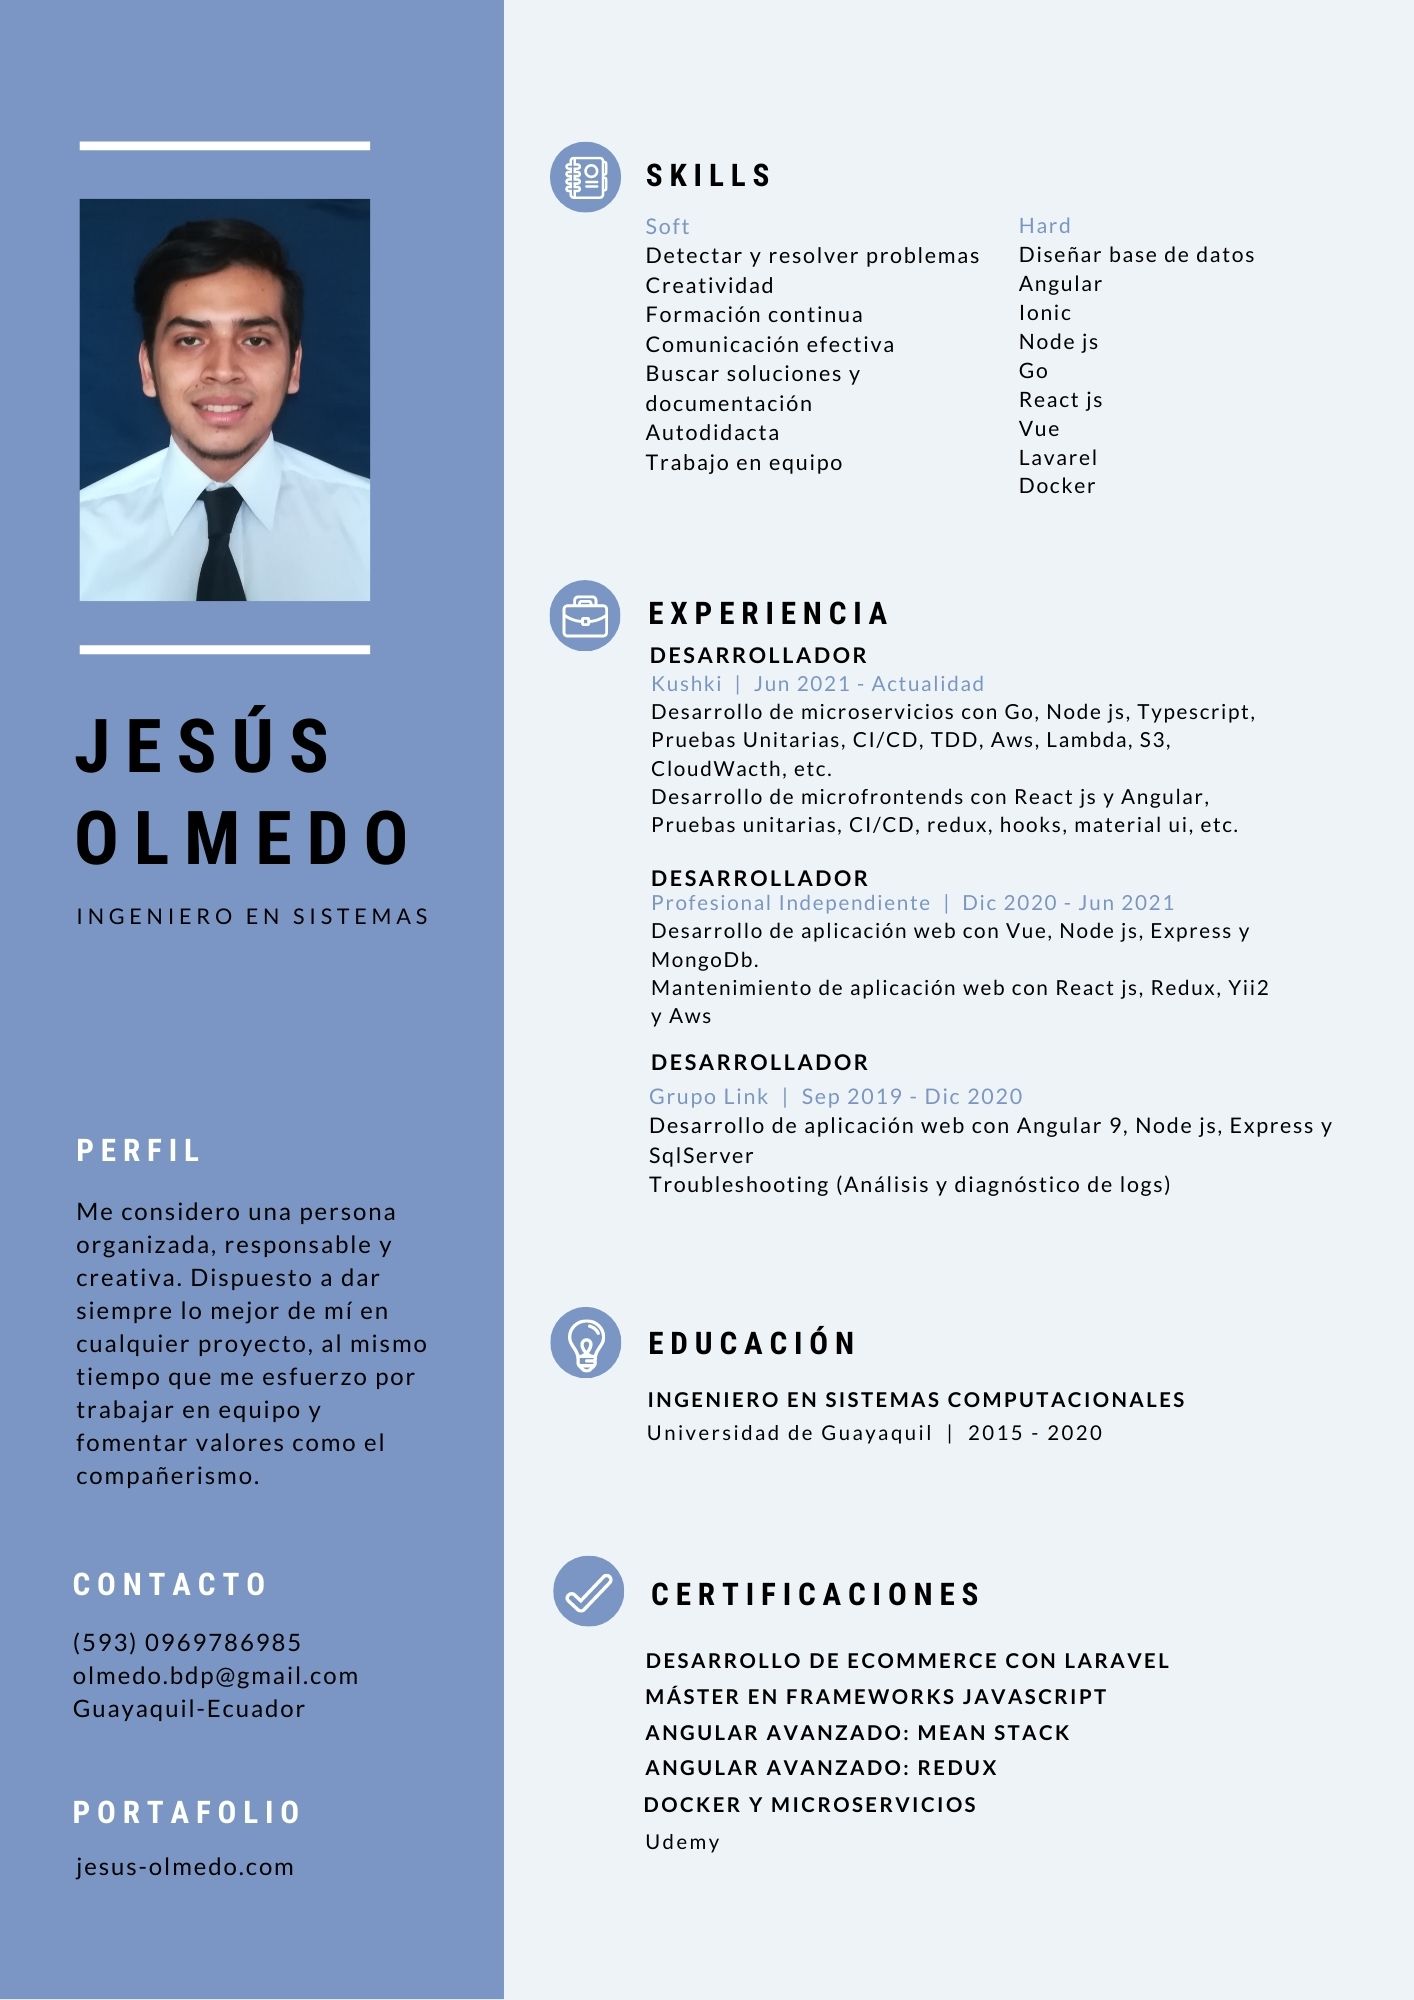 JESÚS
OLMEDO
INGENIERO EN SISTEMAS
PERFIL
Me considero una persona
organizada, responsable y
creativa. Dispuesto a dar
siempre lo mejor de mí en
cualquier proyecto, al mismo
tiempo que me esfuerzo por
trabajar en equipo y
fomentar valores como el
compañerismo.
CONTACTO
(593) 0969786985
olmedo.bdp@gmail.com
Guayaquil-Ecuador
PORTAFOLIO
jesus-olmedo.com
SKILLS
Soft
Detectar y resolver problemas
Creatividad
Formación continua
Comunicación efectiva
Buscar soluciones y
documentación
Autodidacta
Trabajo en equipo
Hard
Diseñar base de datos
Angular
Ionic
Node js
Go
React js
Vue
Lavarel
Docker
EXPERIENCIA
DESARROLLADOR
Kushki | Jun 2021 - Actualidad
Desarrollo de microservicios con Go, Node js, Typescript,
Pruebas Unitarias, CI/CD, TDD, Aws, Lambda, S3,
CloudWacth, etc.
Desarrollo de microfrontends con React js y Angular,
Pruebas unitarias, CI/CD, redux, hooks, material ui, etc.
DESARROLLADOR
Profesional Independiente | Dic 2020 - Jun 2021
Desarrollo de aplicación web con Vue, Node js, Express y
MongoDb.
Mantenimiento de aplicación web con React js, Redux, Yii2
y Aws
DESARROLLADOR
Grupo Link | Sep 2019 - Dic 2020
Desarrollo de aplicación web con Angular 9, Node js, Express y
SqlServer
Troubleshooting (Análisis y diagnóstico de logs)
EDUCACIÓN
INGENIERO EN SISTEMAS COMPUTACIONALES
Universidad de Guayaquil | 2015 - 2020
CERTIFICACIONES
DESARROLLO DE ECOMMERCE CON LARAVEL
MÁSTER EN FRAMEWORKS JAVASCRIPT
ANGULAR AVANZADO: MEAN STACK
ANGULAR AVANZADO: REDUX
DOCKER Y MICROSERVICIOS
Udemy